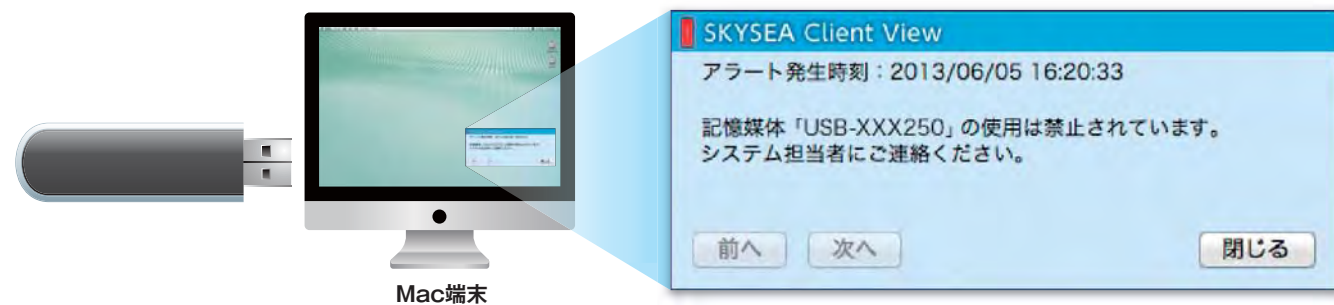 SKYSEA Client View
アラート発生時刻：2013/06/05 16:20:33
記憶媒体「USB-XXX250」の使用は禁止されています。
システム担当者にご連絡ください。
前へ 次へ 閉じる
Mac端末